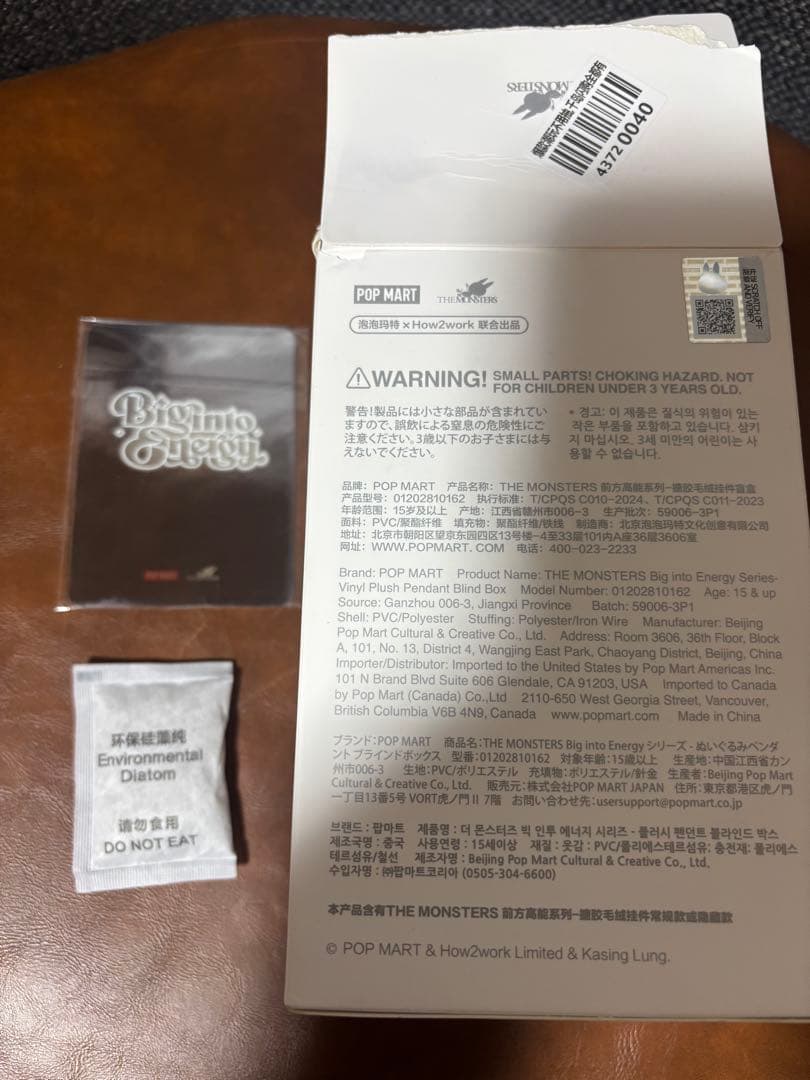 THE MONSTERS
4372 0040
POP MART
THE MONSTERS
泡泡玛特×How2work 联合出品
SCRATCH OFF
AND VERIFY
WARNING! SMALL PARTS! CHOKING HAZARD. NOT
FOR CHILDREN UNDER 3 YEARS OLD.
警告!製品には小さな部品が含まれてい
ますので、誤飲による窒息の危険性にご
注意ください。3歳以下のお子さまには与
えないでください。
* 경고: 이 제품은 질식의 위험이 있는
작은 부품을 포함하고 있습니다. 삼키
지 마십시오. 3세 미만의 어린이는 사
용할 수 없습니다.
品牌: POP MART 产品名称: THE MONSTERS 前方高能系列-搪胶毛绒挂件盲盒
产品型号: 01202810162 执行标准: T/CPQS C010-2024、T/CPQS C011-2023
年龄范围: 15岁及以上 产地: 江西省赣州市006-3 生产批次: 59006-3P1
面料: PVC/聚酯纤维 填充物: 聚酯纤维/铁线 制造商: 北京泡泡玛特文化创意有限公司
地址: 北京市朝阳区望京东园四区13号楼-4至33层101内A座36层3606室
网址: WWW.POPMART.COM 电话: 400-023-2233
Brand: POP MART Product Name: THE MONSTERS Big into Energy Series-
Vinyl Plush Pendant Blind Box Model Number: 01202810162 Age: 15 & up
Source: Ganzhou 006-3, Jiangxi Province Batch: 59006-3P1
Shell: PVC/Polyester Stuffing: Polyester/Iron Wire Manufacturer: Beijing
Pop Mart Cultural & Creative Co., Ltd. Address: Room 3606, 36th Floor, Block
A, 101, No. 13, District 4, Wangjing East Park, Chaoyang District, Beijing, China
Importer/Distributor: Imported to the United States by Pop Mart Americas Inc.
101 N Brand Blvd Suite 606 Glendale, CA 91203, USA Imported to Canada
by Pop Mart (Canada) Co.,Ltd 2110-650 West Georgia Street, Vancouver,
British Columbia V6B 4N9, Canada www.popmart.com Made in China
ブランド:POP MART 商品名:THE MONSTERS Big into Energy シリーズ - ぬいぐるみペンダ
ント ブラインドボックス 型番:01202810162 対象年齢:15歳以上 生産地:中国江西省カン
州市006-3 生地:PVC/ポリエステル 充填物:ポリエステル/針金 生産者:Beijing Pop Mart
Cultural & Creative Co., Ltd. 販売元:株式会社POP MART JAPAN 住所:東京都港区虎ノ門
一丁目13番5号 VORT虎ノ門II 7階 お問い合わせ先:usersupport@popmart.co.jp
브랜드 : 팝마트 제품명 : 더 몬스터즈 빅 인투 에너지 시리즈 - 플러시 펜던트 블라인드 박스
제조국명 : 중국 사용연령 : 15세이상 재질 : 겉감 : PVC/폴리에스테르섬유; 충전재: 폴리에스
테르섬유/철선 제조자명 : Beijing Pop Mart Cultural & Creative Co., Ltd.
수입자명 : ㈜팝마트코리아 (0505-304-6600)
本产品含有THE MONSTERS 前方高能系列-搪胶毛绒挂件常规款或隐藏款
© POP MART & How2work Limited & Kasing Lung.
Big into
Energy
POP MART
环保硅藻纯
Environmental
Diatom
请勿食用
DO NOT EAT